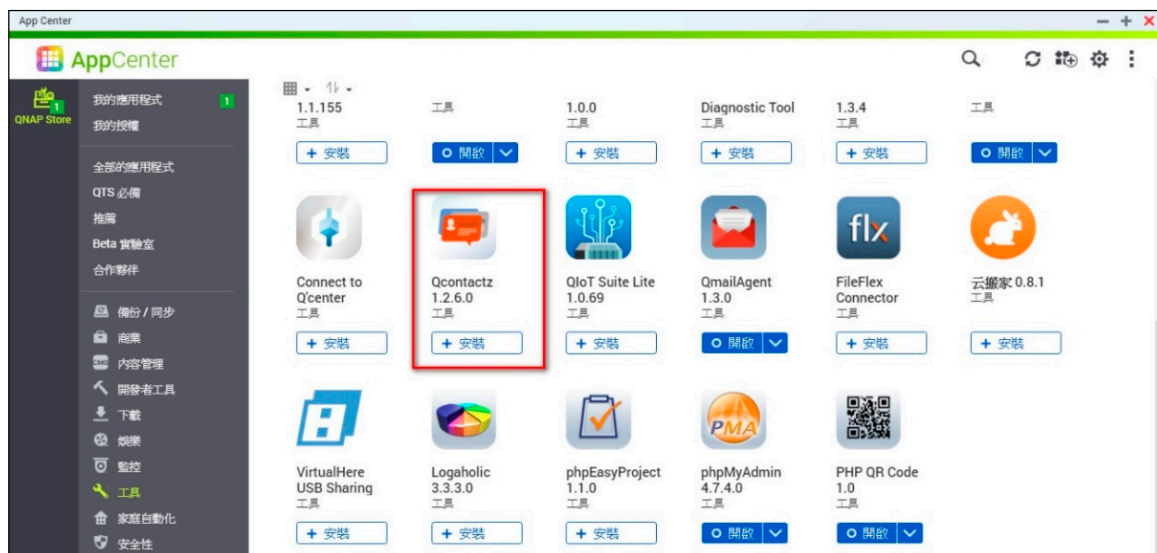 App Center
AppCenter
QNAP Store
1
我的應用程式 1
我的授權
全部的應用程式
QTS 必備
推薦
Beta 實驗室
合作夥伴
備份 / 同步
商業
內容管理
開發者工具
下載
娛樂
監控
工具
家庭自動化
安全性
1.1.155
工具
+ 安裝
工具
開啟
1.0.0
工具
+ 安裝
Diagnostic Tool
工具
+ 安裝
1.3.4
工具
+ 安裝
工具
開啟
Connect to
Q'center
工具
+ 安裝
Qcontactz
1.2.6.0
工具
+ 安裝
QIoT Suite Lite
1.0.69
工具
+ 安裝
QmailAgent
1.3.0
工具
開啟
flx
FileFlex
Connector
工具
+ 安裝
云搬家 0.8.1
工具
+ 安裝
VirtualHere
USB Sharing
工具
+ 安裝
Logaholic
3.3.3.0
工具
+ 安裝
phpEasyProject
1.1.0
工具
+ 安裝
PMA
phpMyAdmin
4.7.4.0
工具
開啟
PHP QR Code
1.0
工具
開啟